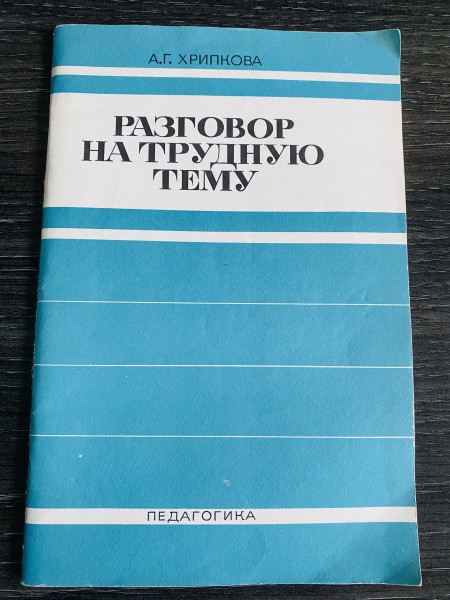 А.Г. ХРИПКОВА
РАЗГОВОР
НА ТРУДНУЮ
ТЕМУ
ПЕДАГОГИКА